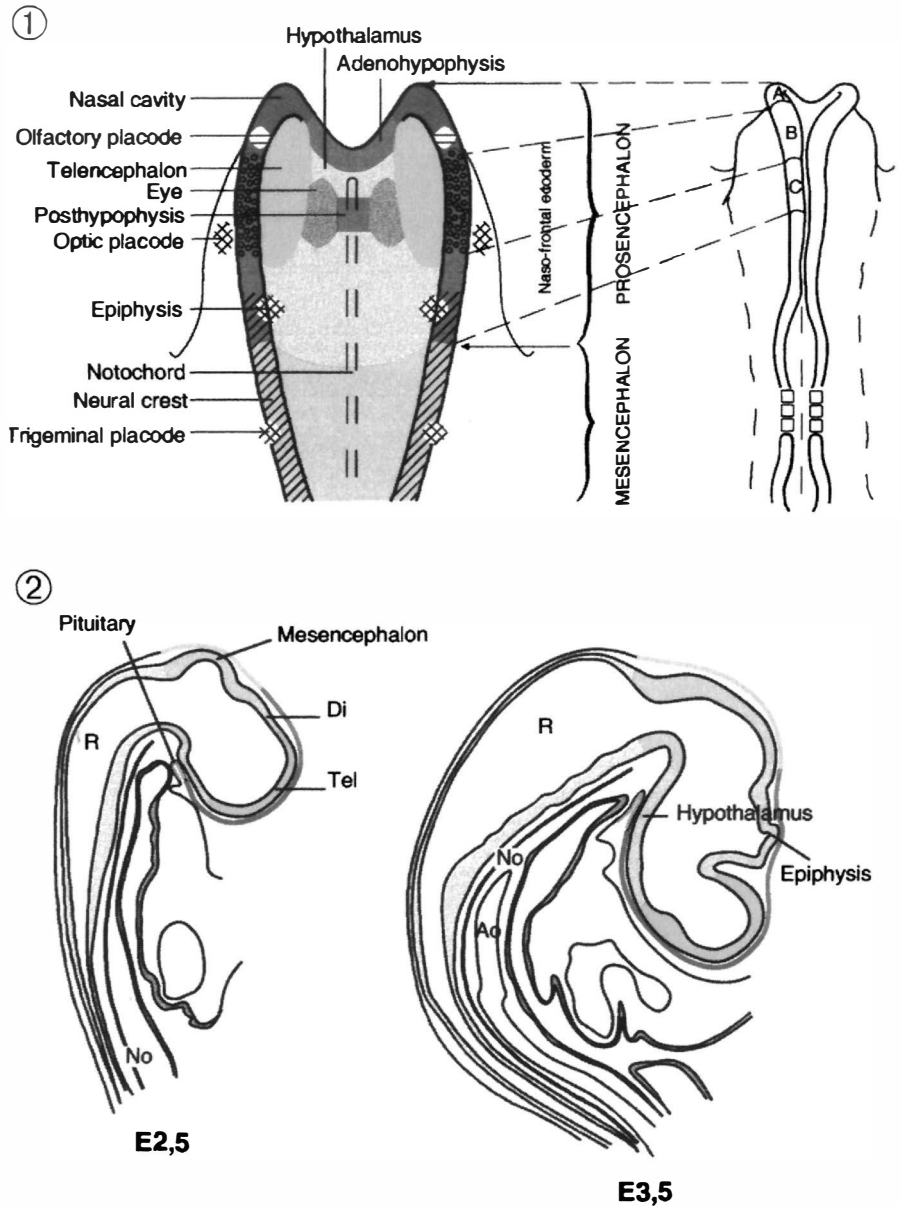 ①
Hypothalamus
Adenohypophysis
Nasal cavity
Olfactory placode
Telencephalon
Eye
Posthypophysis
Optic placode
Epiphysis
Notochord
Neural crest
Trigeminal placode
Naso-frontal ectoderm
PROSENCEPHALON
MESENCEPHALON
B
C
②
Pituitary
Mesencephalon
Di
R
Tel
No
E2,5
R
Hypothalamus
No
Epiphysis
Ao
E3,5